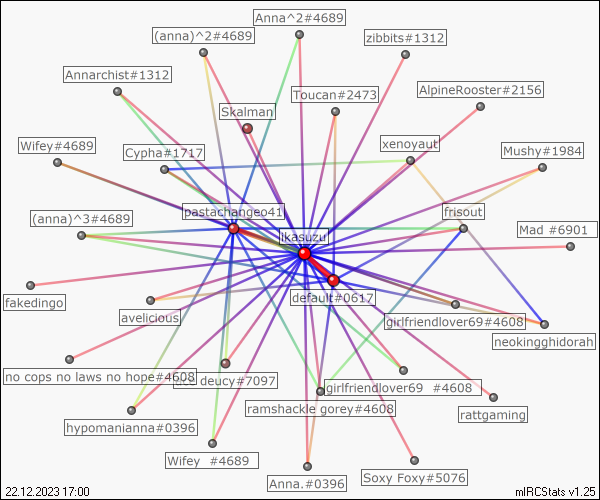 Anna^2#4689
(anna)^2#4689
zibbits#1312
Annarchist#1312
Toucan#2473
AlpineRooster#2156
Skalman
xenoyaut
Wifey#4689
Cypha#1717
Mushy#1984
pastachangeo41
frisout
(anna)^3#4689
ikasuzu
Mad #6901
fakedingo
default#0617
avelicious
girlfriendlover69#4608
neokingghidorah
no cops no laws no hope#4608
deucy#7097
girlfriendlover69  #4608
ramshackle gorey#4608
rattgaming
hypomanianna#0396
Wifey  #4689
Anna.#0396
Soxy Foxy#5076
22.12.2023 17:00
mIRCStats v1.25